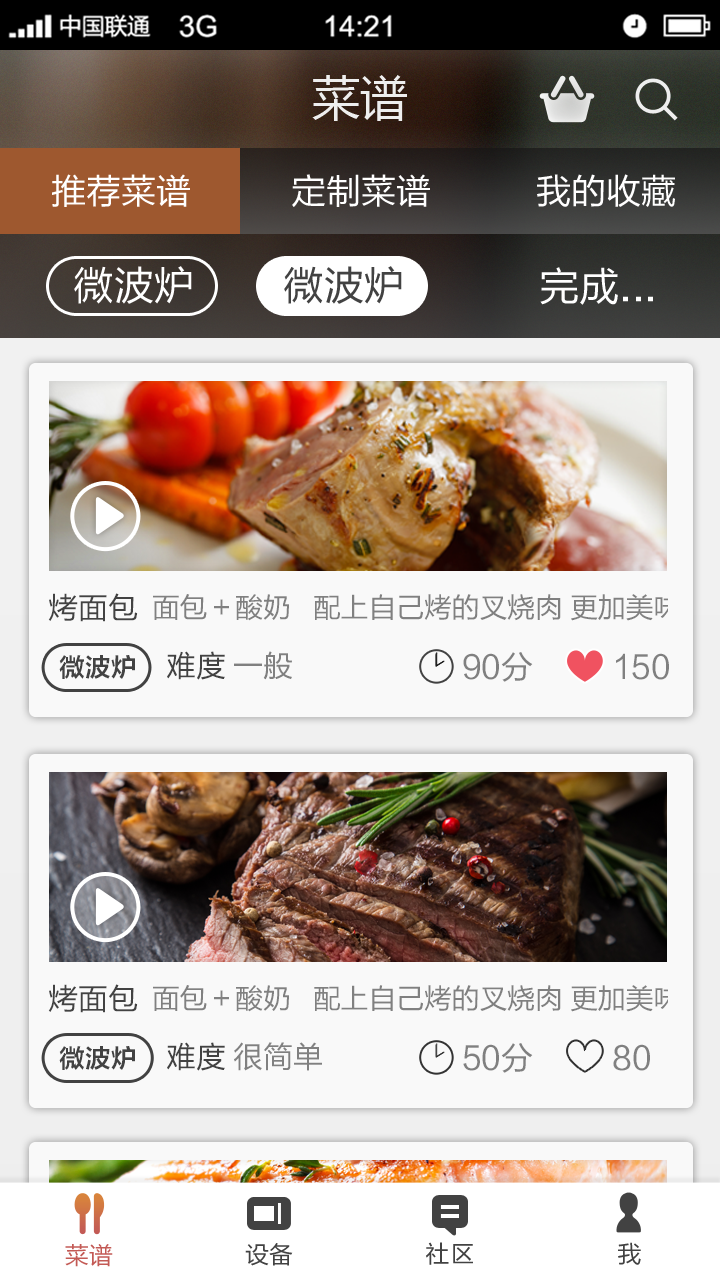 中国联通 3G 14:21
菜谱
推荐菜谱 定制菜谱 我的收藏
微波炉 微波炉 完成...
烤面包 面包+酸奶 配上自己烤的叉烧肉 更加美味
微波炉 难度 一般 90分 150
烤面包 面包+酸奶 配上自己烤的叉烧肉 更加美味
微波炉 难度 很简单 50分 80
菜谱 设备 社区 我